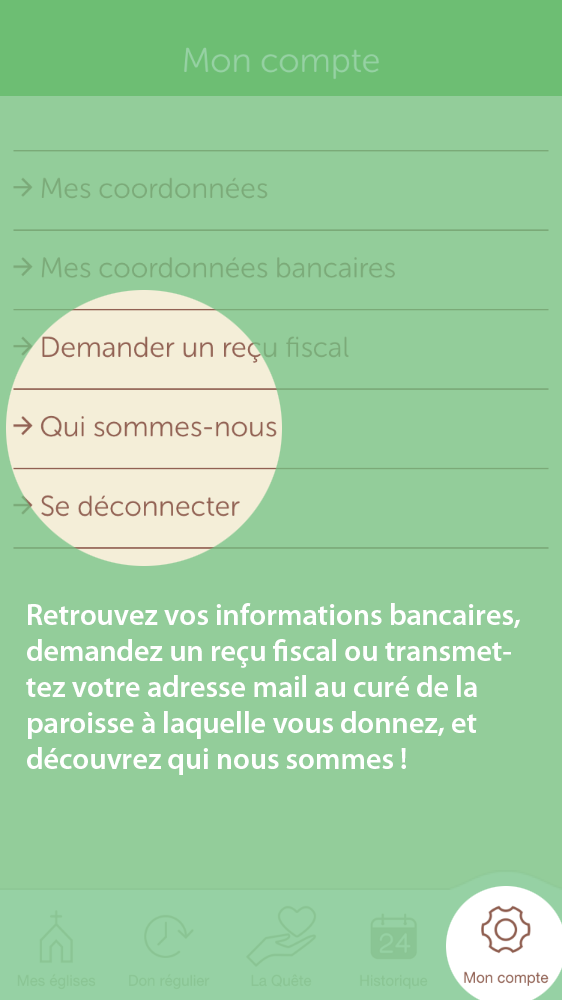 Mon compte
→ Mes coordonnées
→ Mes coordonnées bancaires
→ Demander un reçu fiscal
→ Qui sommes-nous
→ Se déconnecter
Retrouvez vos informations bancaires,
demandez un reçu fiscal ou transmet-
tez votre adresse mail au curé de la
paroisse à laquelle vous donnez, et
découvrez qui nous sommes !
24
Mes églises Don régulier La Quête Historique Mon compte